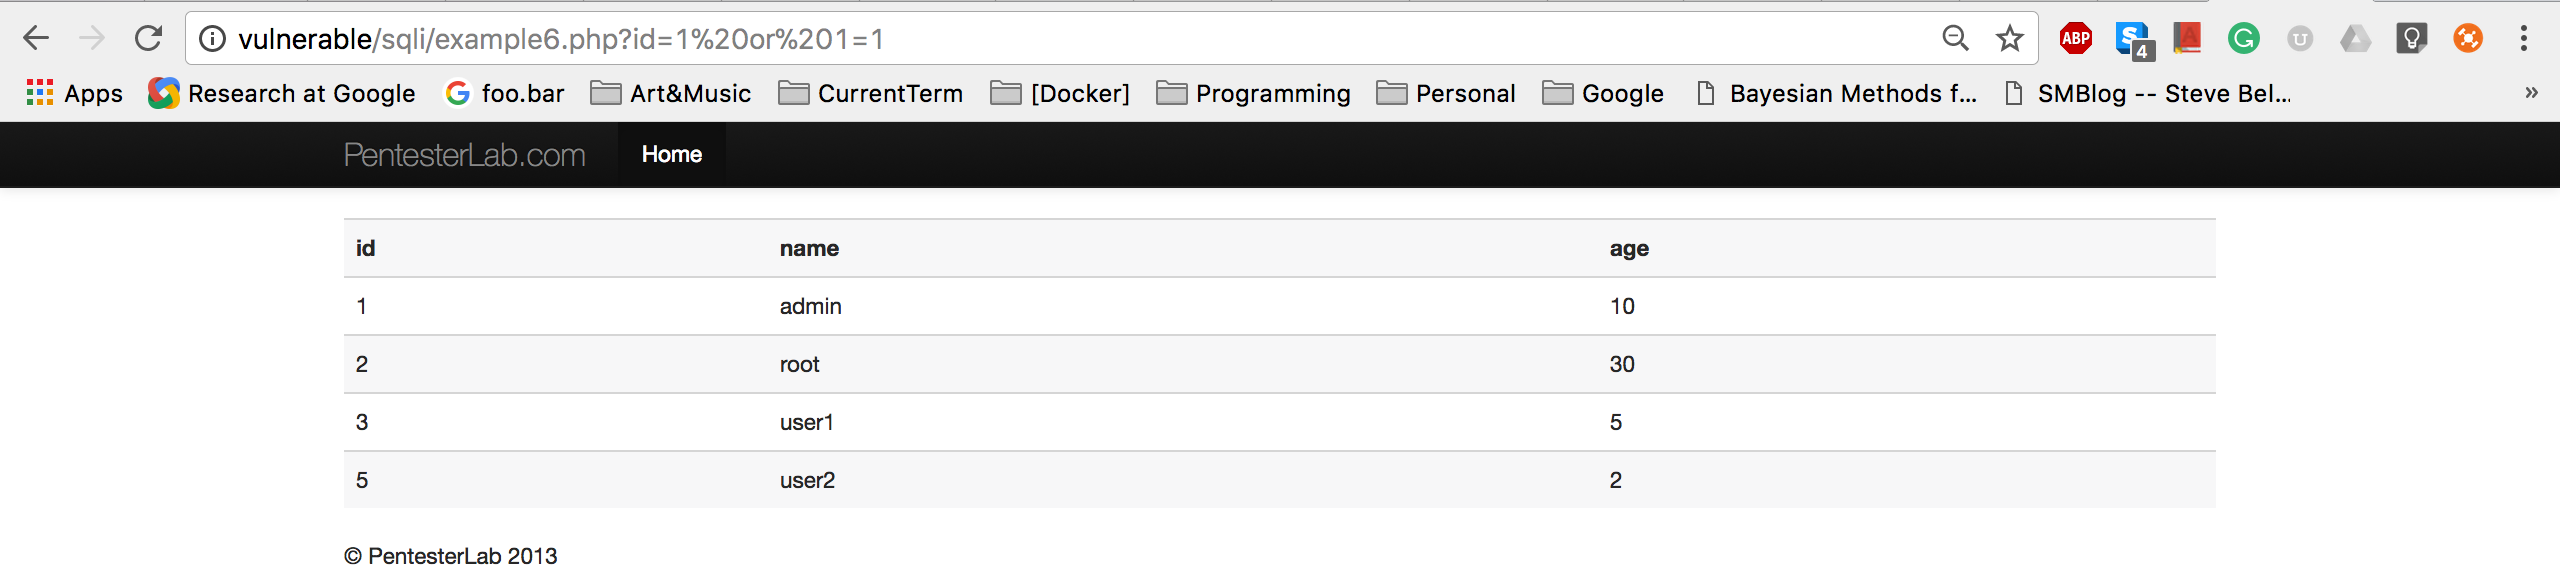 vulnerable/sqli/example6.php?id=1%20or%201=1
ABP
S
4
A
G
U
Apps Research at Google G foo.bar Art&Music CurrentTerm [Docker] Programming Personal Google Bayesian Methods f... SMBlog -- Steve Bel... »
PentesterLab.com Home
id name age
1 admin 10
2 root 30
3 user1 5
5 user2 2
© PentesterLab 2013